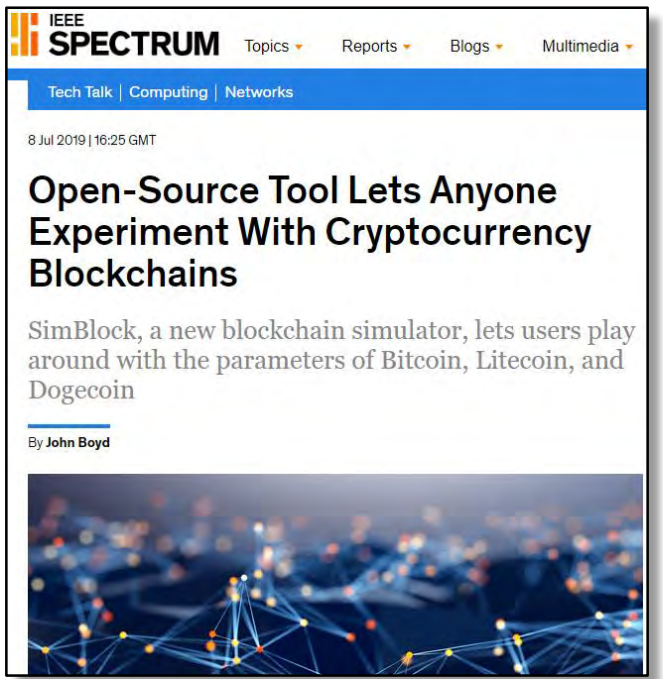 IEEE
SPECTRUM
Topics Reports Blogs Multimedia
Tech Talk | Computing | Networks
8 Jul 2019 | 16:25 GMT
Open-Source Tool Lets Anyone
Experiment With Cryptocurrency
Blockchains
SimBlock, a new blockchain simulator, lets users play
around with the parameters of Bitcoin, Litecoin, and
Dogecoin
By John Boyd